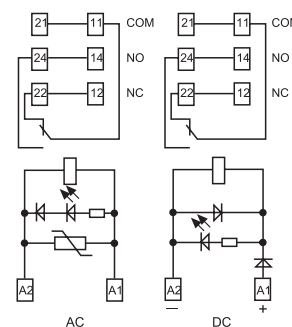 21 11 COM 21 11 COM
24 14 NO 24 14 NO
22 12 NC 22 12 NC
A2 A1 A2 A1
— +
AC DC